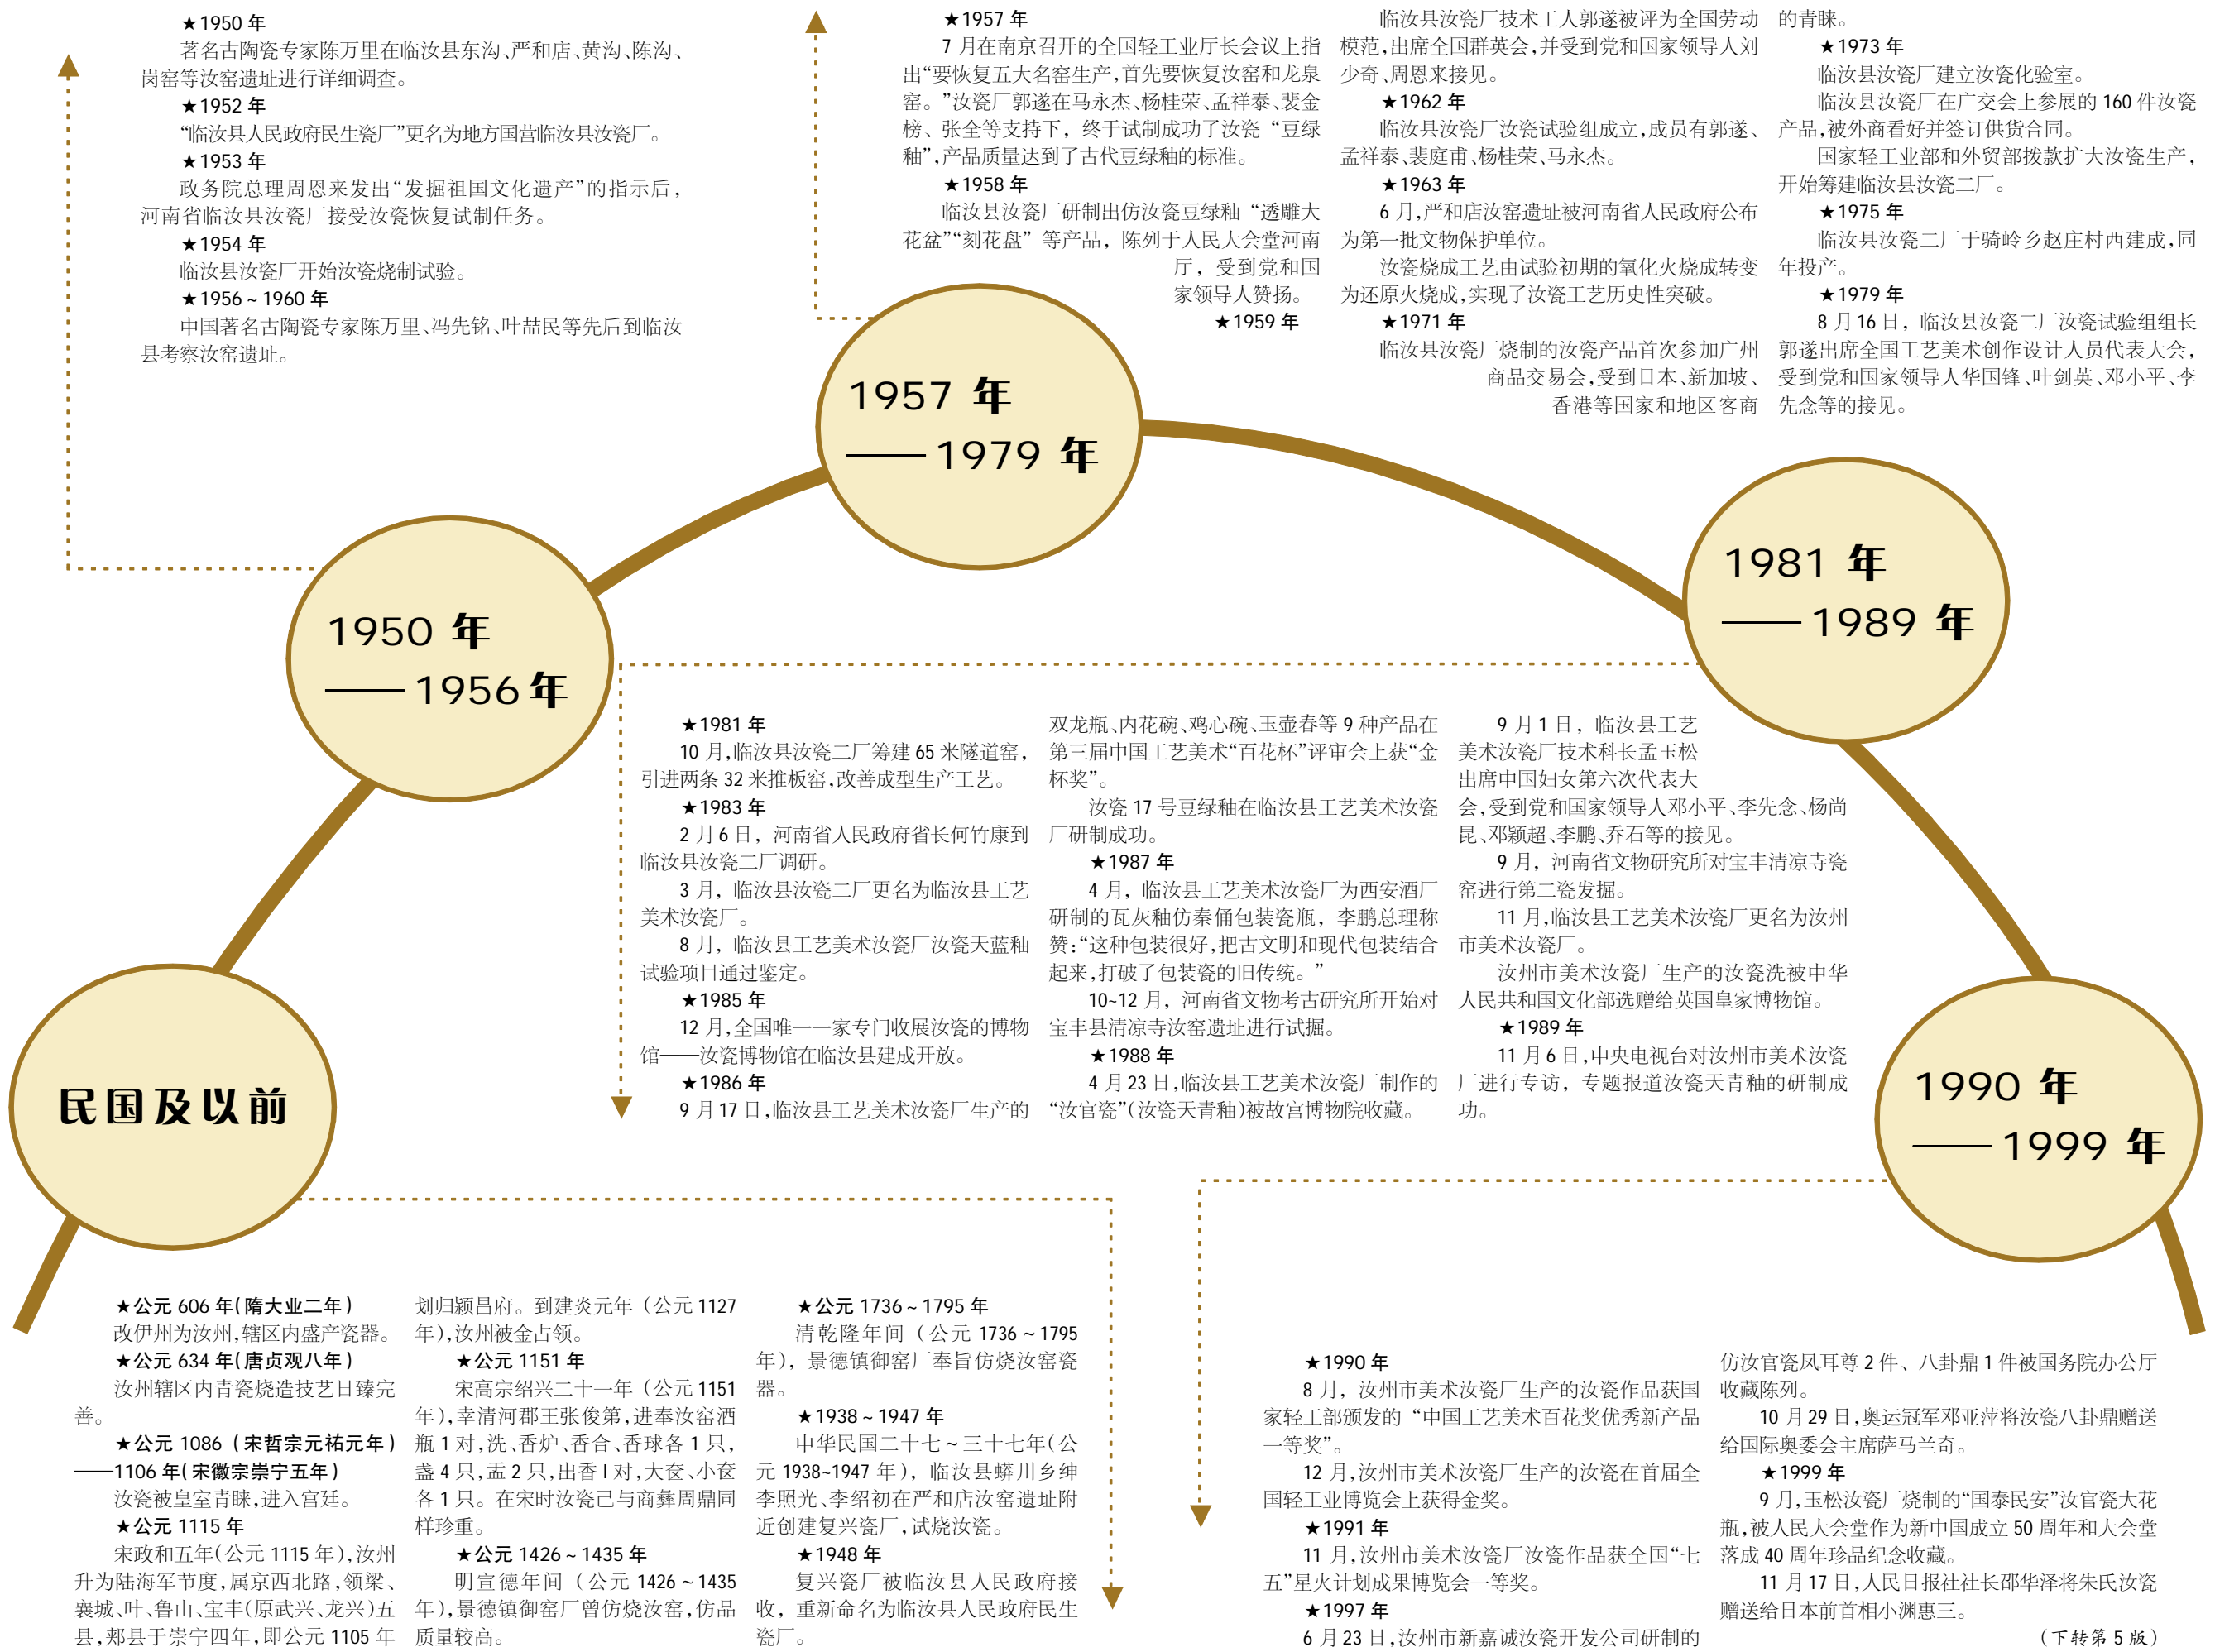 民国及以前
★公元 606 年(隋大业二年)
改伊州为汝州,辖区内盛产瓷器。
★公元 634 年(唐贞观八年)
汝州辖区内青瓷烧造技艺日臻完
善。
★公元 1086 (宋哲宗元祐元年)
——1106 年(宋徽宗崇宁五年)
汝瓷被皇室青睐,进入宫廷。
★公元 1115 年
宋政和五年(公元 1115 年),汝州
升为陆海军节度,属京西北路,领梁、
襄城、叶、鲁山、宝丰(原武兴、龙兴)五
县,郏县于崇宁四年,即公元 1105 年
划归颍昌府。到建炎元年（公元 1127
年),汝州被金占领。
★公元 1151 年
宋高宗绍兴二十一年（公元 1151
年),幸清河郡王张俊第,进奉汝窑酒
瓶 1 对,洗、香炉、香合、香球各 1 只,
盏 4 只,盂 2 只,出香 I 对,大奁、小奁
各 1 只。在宋时汝瓷己与商彝周鼎同
样珍重。
★公元 1426 ~ 1435 年
明宣德年间（公元 1426 ~ 1435
年),景德镇御窑厂曾仿烧汝窑,仿品
质量较高。
★公元 1736 ~ 1795 年
清乾隆年间（公元 1736 ~ 1795
年)，景德镇御窑厂奉旨仿烧汝窑瓷
器。
★1938 ~ 1947 年
中华民国二十七～三十七年(公
元 1938~1947 年)，临汝县蟒川乡绅
李照光、李绍初在严和店汝窑遗址附
近创建复兴瓷厂,试烧汝瓷。
★1948 年
复兴瓷厂被临汝县人民政府接
收，重新命名为临汝县人民政府民生
瓷厂。
1950 年
——1956 年
★1950 年
著名古陶瓷专家陈万里在临汝县东沟、严和店、黄沟、陈沟、
岗窑等汝窑遗址进行详细调查。
★1952 年
“临汝县人民政府民生瓷厂”更名为地方国营临汝县汝瓷厂。
★1953 年
政务院总理周恩来发出“发掘祖国文化遗产”的指示后，
河南省临汝县汝瓷厂接受汝瓷恢复试制任务。
★1954 年
临汝县汝瓷厂开始汝瓷烧制试验。
★1956 ~ 1960 年
中国著名古陶瓷专家陈万里、冯先铭、叶喆民等先后到临汝
县考察汝窑遗址。
1957 年
——1979 年
★1957 年
7 月在南京召开的全国轻工业厅长会议上指
出“要恢复五大名窑生产,首先要恢复汝窑和龙泉
窑。”汝瓷厂郭遂在马永杰、杨桂荣、孟祥泰、裴金
榜、张全等支持下，终于试制成功了汝瓷“豆绿
釉”,产品质量达到了古代豆绿釉的标准。
★1958 年
临汝县汝瓷厂研制出仿汝瓷豆绿釉“透雕大
花盆”“刻花盘”等产品，陈列于人民大会堂河南
厅，受到党和国
家领导人赞扬。
★1959 年
临汝县汝瓷厂技术工人郭遂被评为全国劳动
模范,出席全国群英会,并受到党和国家领导人刘
少奇、周恩来接见。
★1962 年
临汝县汝瓷厂汝瓷试验组成立,成员有郭遂、
孟祥泰、裴庭甫、杨桂荣、马永杰。
★1963 年
6 月,严和店汝窑遗址被河南省人民政府公布
为第一批文物保护单位。
汝瓷烧成工艺由试验初期的氧化火烧成转变
为还原火烧成,实现了汝瓷工艺历史性突破。
★1971 年
临汝县汝瓷厂烧制的汝瓷产品首次参加广州
商品交易会,受到日本、新加坡、
香港等国家和地区客商
的青睐。
★1973 年
临汝县汝瓷厂建立汝瓷化验室。
临汝县汝瓷厂在广交会上参展的 160 件汝瓷
产品,被外商看好并签订供货合同。
国家轻工业部和外贸部拨款扩大汝瓷生产，
开始筹建临汝县汝瓷二厂。
★1975 年
临汝县汝瓷二厂于骑岭乡赵庄村西建成,同
年投产。
★1979 年
8 月 16 日，临汝县汝瓷二厂汝瓷试验组组长
郭遂出席全国工艺美术创作设计人员代表大会，
受到党和国家领导人华国锋、叶剑英、邓小平、李
先念等的接见。
1981 年
——1989 年
★1981 年
10 月,临汝县汝瓷二厂筹建 65 米隧道窑，
引进两条 32 米推板窑,改善成型生产工艺。
★1983 年
2 月 6 日，河南省人民政府省长何竹康到
临汝县汝瓷二厂调研。
3 月，临汝县汝瓷二厂更名为临汝县工艺
美术汝瓷厂。
8 月，临汝县工艺美术汝瓷厂汝瓷天蓝釉
试验项目通过鉴定。
★1985 年
12 月,全国唯一一家专门收展汝瓷的博物
馆——汝瓷博物馆在临汝县建成开放。
★1986 年
9 月 17 日,临汝县工艺美术汝瓷厂生产的
双龙瓶、内花碗、鸡心碗、玉壶春等 9 种产品在
第三届中国工艺美术“百花杯”评审会上获“金
杯奖”。
汝瓷 17 号豆绿釉在临汝县工艺美术汝瓷
厂研制成功。
★1987 年
4 月，临汝县工艺美术汝瓷厂为西安酒厂
研制的瓦灰釉仿秦俑包装瓷瓶，李鹏总理称
赞:“这种包装很好,把古文明和现代包装结合
起来,打破了包装瓷的旧传统。”
10~12 月，河南省文物考古研究所开始对
宝丰县清凉寺汝窑遗址进行试掘。
★1988 年
4 月 23 日,临汝县工艺美术汝瓷厂制作的
“汝官瓷”(汝瓷天青釉)被故宫博物院收藏。
9 月 1 日，临汝县工艺
美术汝瓷厂技术科长孟玉松
出席中国妇女第六次代表大
会,受到党和国家领导人邓小平、李先念、杨尚
昆、邓颖超、李鹏、乔石等的接见。
9 月，河南省文物研究所对宝丰清凉寺瓷
窑进行第二瓷发掘。
11 月,临汝县工艺美术汝瓷厂更名为汝州
市美术汝瓷厂。
汝州市美术汝瓷厂生产的汝瓷洗被中华
人民共和国文化部选赠给英国皇家博物馆。
★1989 年
11 月 6 日,中央电视台对汝州市美术汝瓷
厂进行专访，专题报道汝瓷天青釉的研制成
功。
1990 年
——1999 年
★1990 年
8 月，汝州市美术汝瓷厂生产的汝瓷作品获国
家轻工部颁发的“中国工艺美术百花奖优秀新产品
一等奖”。
12 月,汝州市美术汝瓷厂生产的汝瓷在首届全
国轻工业博览会上获得金奖。
★1991 年
11 月,汝州市美术汝瓷厂汝瓷作品获全国“七
五”星火计划成果博览会一等奖。
★1997 年
6 月 23 日,汝州市新嘉诚汝瓷开发公司研制的
仿汝官瓷凤耳尊 2 件、八卦鼎 1 件被国务院办公厅
收藏陈列。
10 月 29 日,奥运冠军邓亚萍将汝瓷八卦鼎赠送
给国际奥委会主席萨马兰奇。
★1999 年
9 月,玉松汝瓷厂烧制的“国泰民安”汝官瓷大花
瓶,被人民大会堂作为新中国成立 50 周年和大会堂
落成 40 周年珍品纪念收藏。
11 月 17 日,人民日报社社长邵华泽将朱氏汝瓷
赠送给日本前首相小渊惠三。
（下转第 5 版）